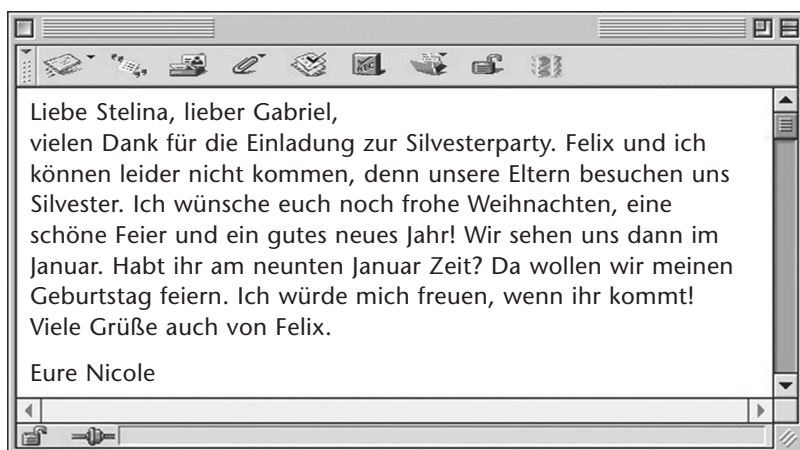 Liebe Stelina, lieber Gabriel,
vielen Dank für die Einladung zur Silvesterparty. Felix und ich
können leider nicht kommen, denn unsere Eltern besuchen uns
Silvester. Ich wünsche euch noch frohe Weihnachten, eine
schöne Feier und ein gutes neues Jahr! Wir sehen uns dann im
Januar. Habt ihr am neunten Januar Zeit? Da wollen wir meinen
Geburtstag feiern. Ich würde mich freuen, wenn ihr kommt!
Viele Grüße auch von Felix.
Eure Nicole